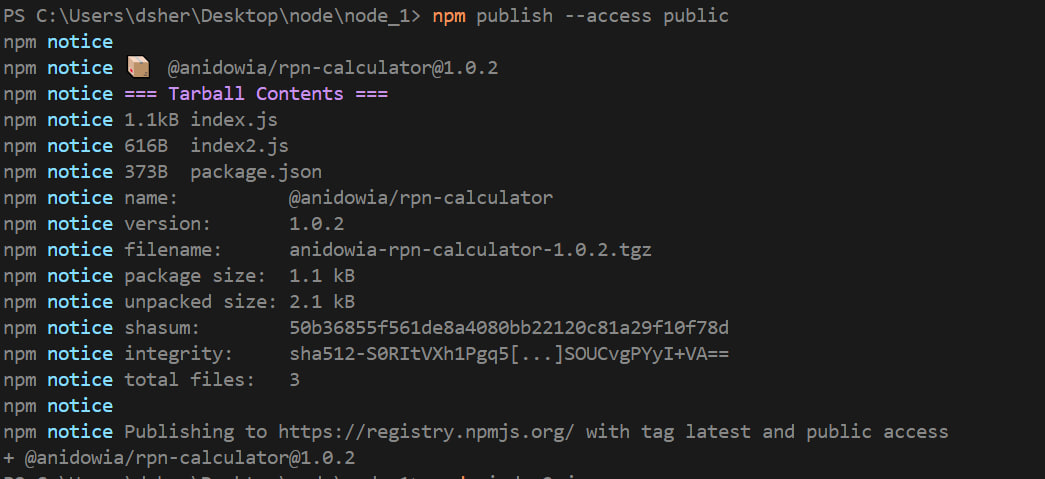 PS C:\Users\dsher\Desktop\node\node_1> npm publish --access public
npm notice
npm notice 📦 @anidowia/rpn-calculator@1.0.2
npm notice === Tarball Contents ===
npm notice 1.1kB index.js
npm notice 616B index2.js
npm notice 373B package.json
npm notice name: @anidowia/rpn-calculator
npm notice version: 1.0.2
npm notice filename: anidowia-rpn-calculator-1.0.2.tgz
npm notice package size: 1.1 kB
npm notice unpacked size: 2.1 kB
npm notice shasum: 50b36855f561de8a4080bb22120c81a29f10f78d
npm notice integrity: sha512-S0RItVXh1Pgq5[...]SOUCvgPYyI+VA==
npm notice total files: 3
npm notice
npm notice Publishing to https://registry.npmjs.org/ with tag latest and public access
+ @anidowia/rpn-calculator@1.0.2